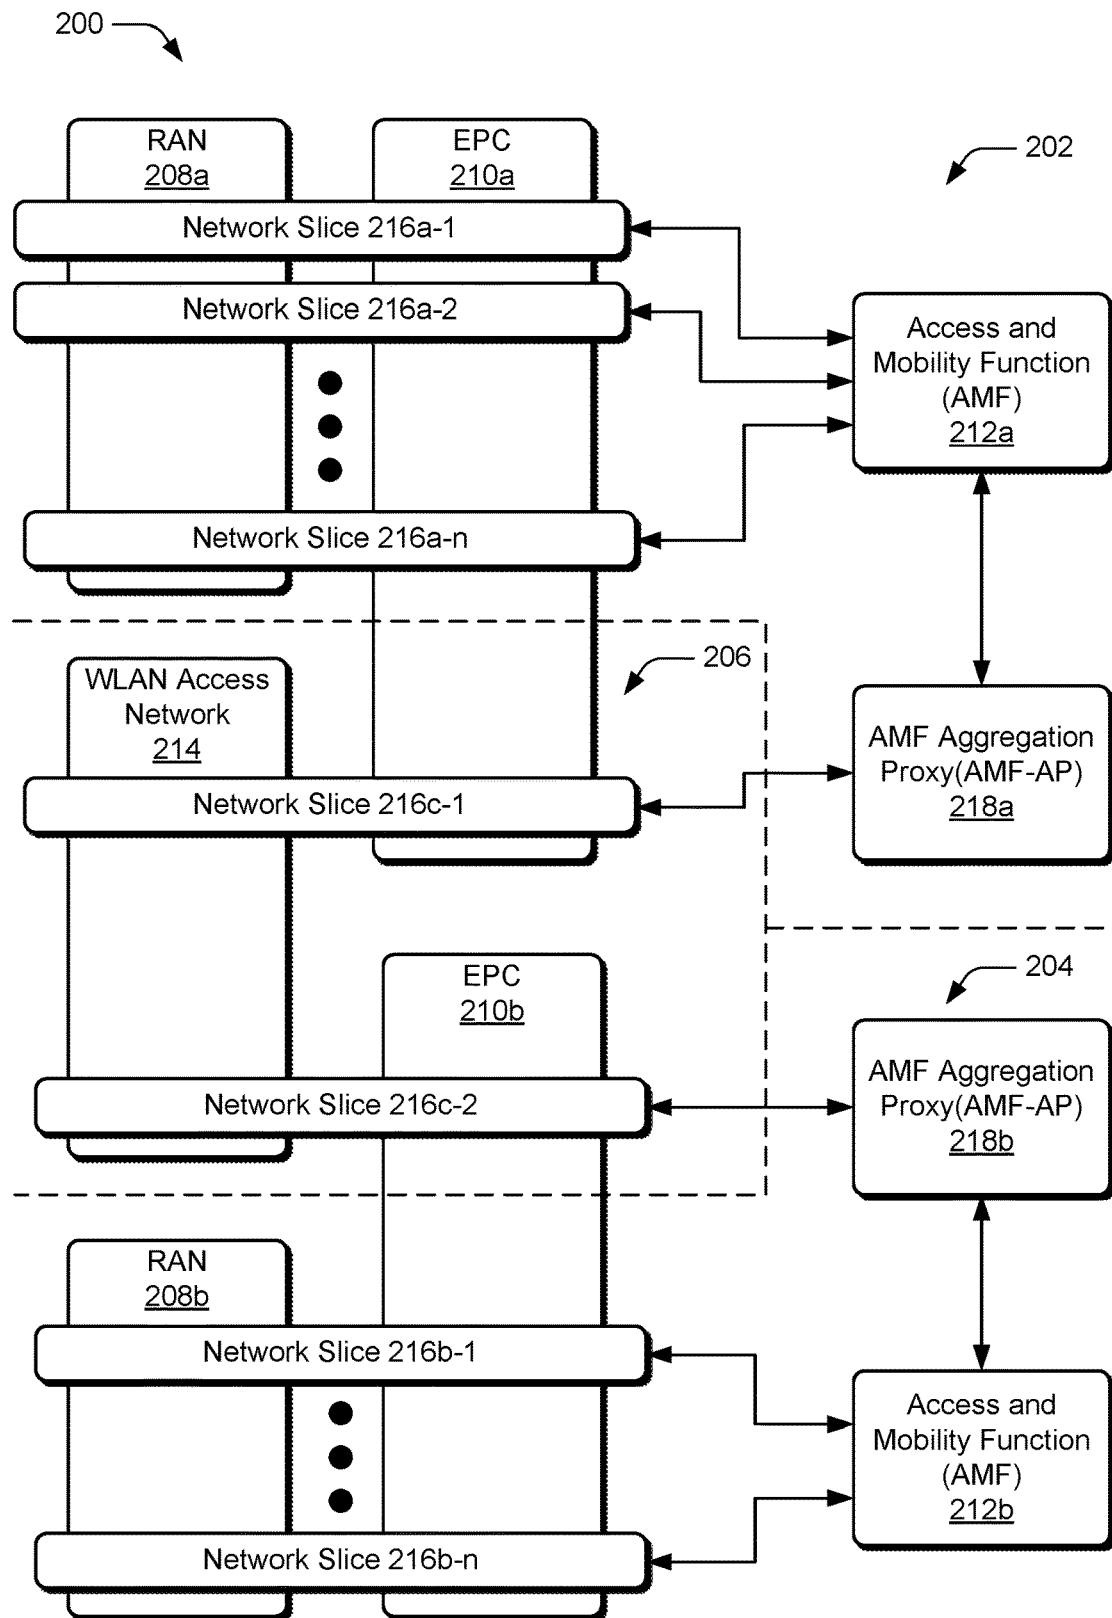 200
RAN
208a
EPC
210a
202
Network Slice 216a-1
Network Slice 216a-2
Access and
Mobility Function
(AMF)
212a
Network Slice 216a-n
206
WLAN Access
Network
214
AMF Aggregation
Proxy(AMF-AP)
218a
Network Slice 216c-1
EPC
210b
204
AMF Aggregation
Proxy(AMF-AP)
218b
Network Slice 216c-2
RAN
208b
Network Slice 216b-1
Access and
Mobility Function
(AMF)
212b
Network Slice 216b-n